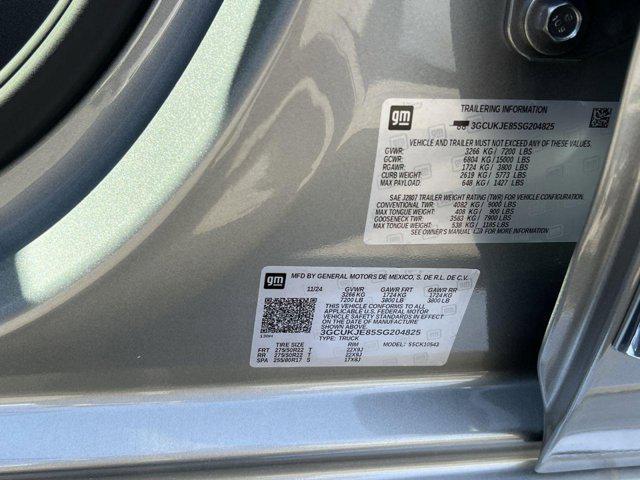 gm
TRAILERING INFORMATION
3GCUKJE85SG204825
VEHICLE AND TRAILER MUST NOT EXCEED ANY OF THESE VALUES.
GVWR: 3266 KG / 7200 LBS
GCWR: 6804 KG / 15000 LBS
RGAWR: 1724 KG / 3800 LBS
CURB WEIGHT: 2619 KG / 5773 LBS
MAX PAYLOAD: 648 KG / 1427 LBS
SAE J2807 TRAILER WEIGHT RATING (TWR) FOR VEHICLE CONFIGURATION.
CONVENTIONAL TWR: 4082 KG / 9000 LBS
MAX TONGUE WEIGHT: 408 KG / 900 LBS
GOOSENECK TWR: 3583 KG / 7900 LBS
MAX TONGUE WEIGHT: 538 KG / 1185 LBS
SEE OWNER'S MANUAL FOR MORE INFORMATION.
gm
MFD BY GENERAL MOTORS DE MEXICO, S. DE R.L. DE C.V.
11/24 GVWR GAWR FRT GAWR RR
3266 KG 1724 KG 1724 KG
7200 LB 3800 LB 3800 LB
THIS VEHICLE CONFORMS TO ALL
APPLICABLE U.S. FEDERAL MOTOR
VEHICLE SAFETY STANDARDS IN EFFECT
ON THE DATE OF MANUFACTURE
SHOWN ABOVE.
3GCUKJE85SG204825
TYPE: TRUCK MODEL: SSCK10543
TIRE SIZE RIM
FRT 275/50R22 T 22X9J
RR 275/50R22 T 22X9J
SPA 255/80R17 S 17X8J